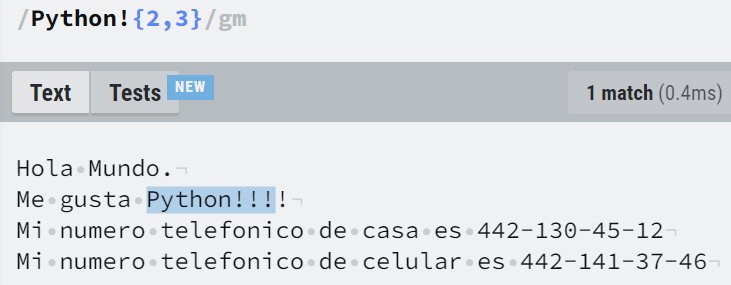 /Python!{2,3}/gm
Text Tests NEW 1 match (0.4ms)
Hola Mundo.
Me gusta Python!!!!
Mi numero telefonico de casa es 442-130-45-12
Mi numero telefonico de celular es 442-141-37-46